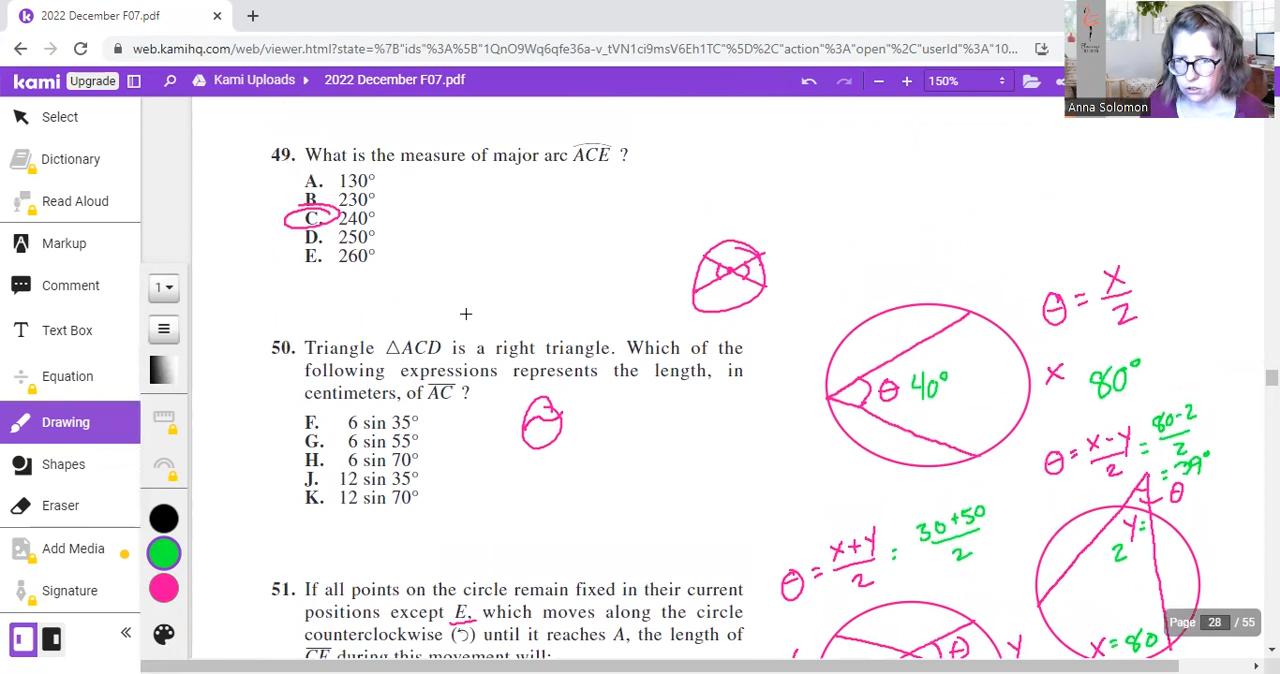 2022 December F07.pdf
web.kamihq.com/web/viewer.html?state=%7B"ids"%3A%5B"1QnO9Wq6qfe36a-v_tVN1ci9msV6Eh1TC"%5D%2C"action"%3A"open"%2C"userId"%3A"10...
kami Upgrade
Kami Uploads
2022 December F07.pdf
150%
Anna Solomon
Select
Dictionary
Read Aloud
Markup
Comment
Text Box
Equation
Drawing
Shapes
Eraser
Add Media
Signature
1
49. What is the measure of major arc ACE ?
A. 130°
B. 230°
C. 240°
D. 250°
E. 260°
50. Triangle △ACD is a right triangle. Which of the
following expressions represents the length, in
centimeters, of AC ?
F. 6 sin 35°
G. 6 sin 55°
H. 6 sin 70°
J. 12 sin 35°
K. 12 sin 70°
51. If all points on the circle remain fixed in their current
positions except E, which moves along the circle
counterclockwise (↺) until it reaches A, the length of
CE during this movement will:
θ = x/2
θ 40°
x 80°
θ = x-y/2 = 80-2/2
= 39°
θ
y=
2
x=80
θ = x+y/2 = 30+50/2
θ
y
Page 28 / 55